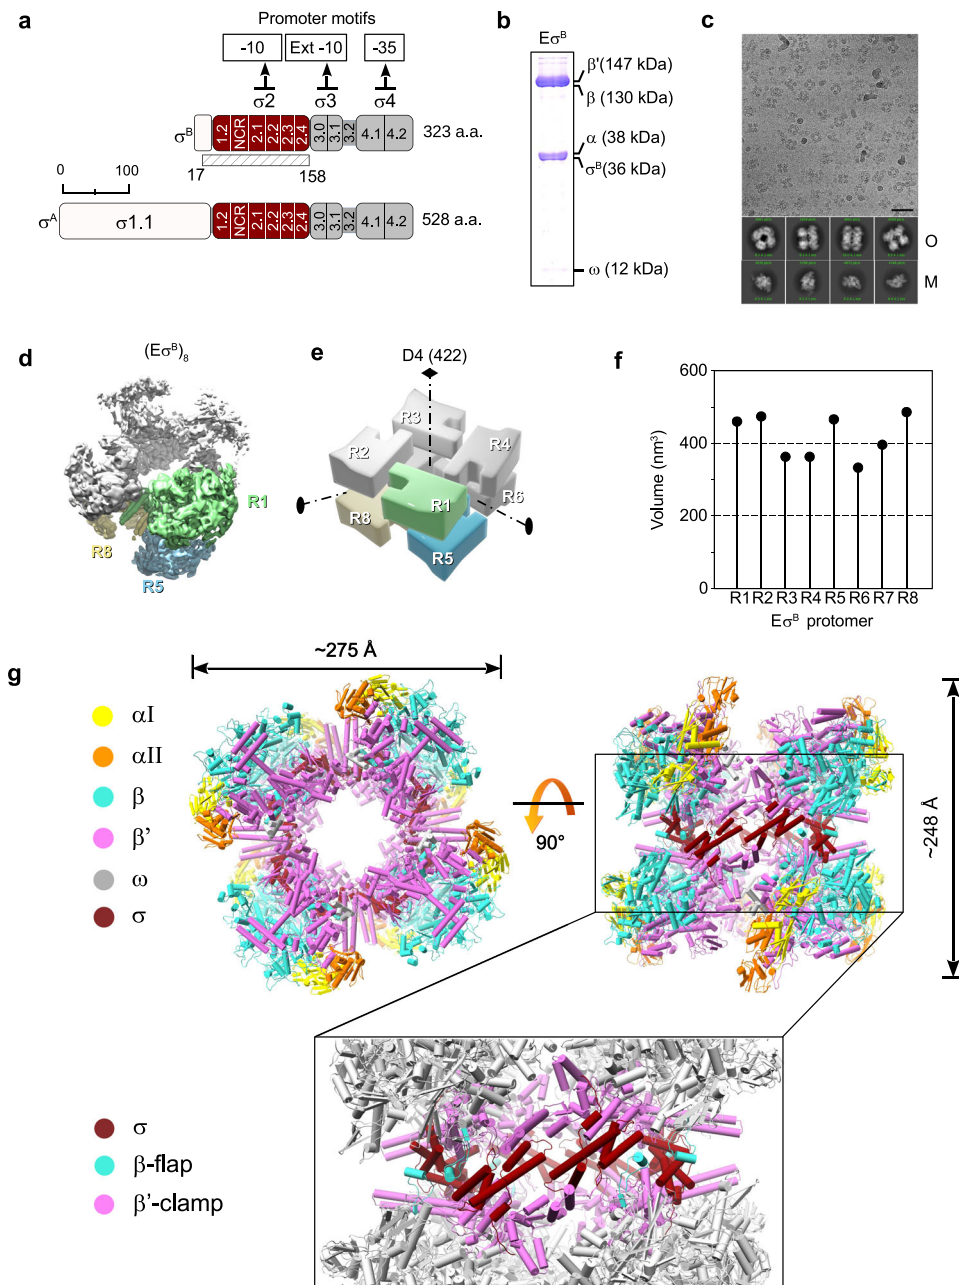 a
Promoter motifs
-10
Ext -10
-35
σ2
σ3
σ4
σB
1.2
NCR
2.1
2.2
2.3
2.4
3.0
3.1
3.2
4.1
4.2
323 a.a.
17
158
0
100
σA
σ1.1
1.2
NCR
2.1
2.2
2.3
2.4
3.0
3.1
3.2
4.1
4.2
528 a.a.
b
EσB
β'(147 kDa)
β (130 kDa)
α (38 kDa)
σB(36 kDa)
ω (12 kDa)
c
O
M
d
(EσB)8
R1
R8
R5
e
D4 (422)
R3
R2
R4
R1
R6
R8
R5
f
600
400
200
0
Volume (nm3)
R1 R2 R3 R4 R5 R6 R7 R8
EσB protomer
g
~275 Å
αI
αII
β
β'
ω
σ
90°
~248 Å
σ
β-flap
β'-clamp